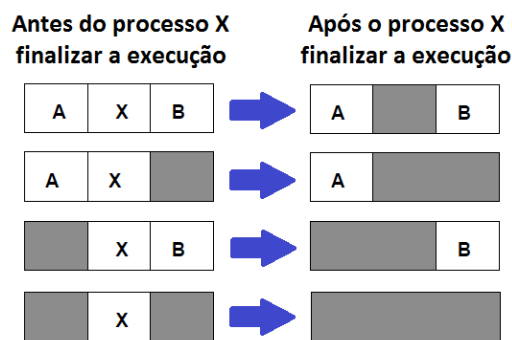 Antes do processo X
finalizar a execução
Após o processo X
finalizar a execução
A X B
A B
A X
A
X B
B
X